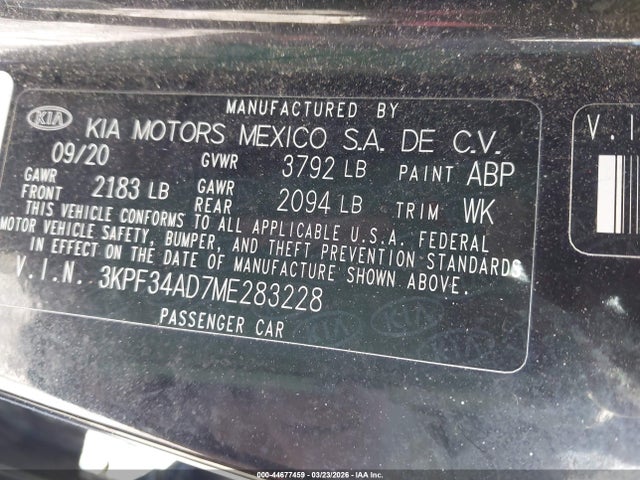 MANUFACTURED BY
KIA KIA MOTORS MEXICO S.A. DE C.V.
09/20 GVWR 3792 LB PAINT ABP
GAWR FRONT 2183 LB GAWR REAR 2094 LB TRIM WK
THIS VEHICLE CONFORMS TO ALL APPLICABLE U.S.A. FEDERAL
MOTOR VEHICLE SAFETY, BUMPER, AND THEFT PREVENTION STANDARDS
IN EFFECT ON THE DATE OF MANUFACTURE SHOWN ABOVE.
V.I.N. 3KPF34AD7ME283228
PASSENGER CAR
V.I
000-44677459 - 03/23/2026 - IAA Inc.